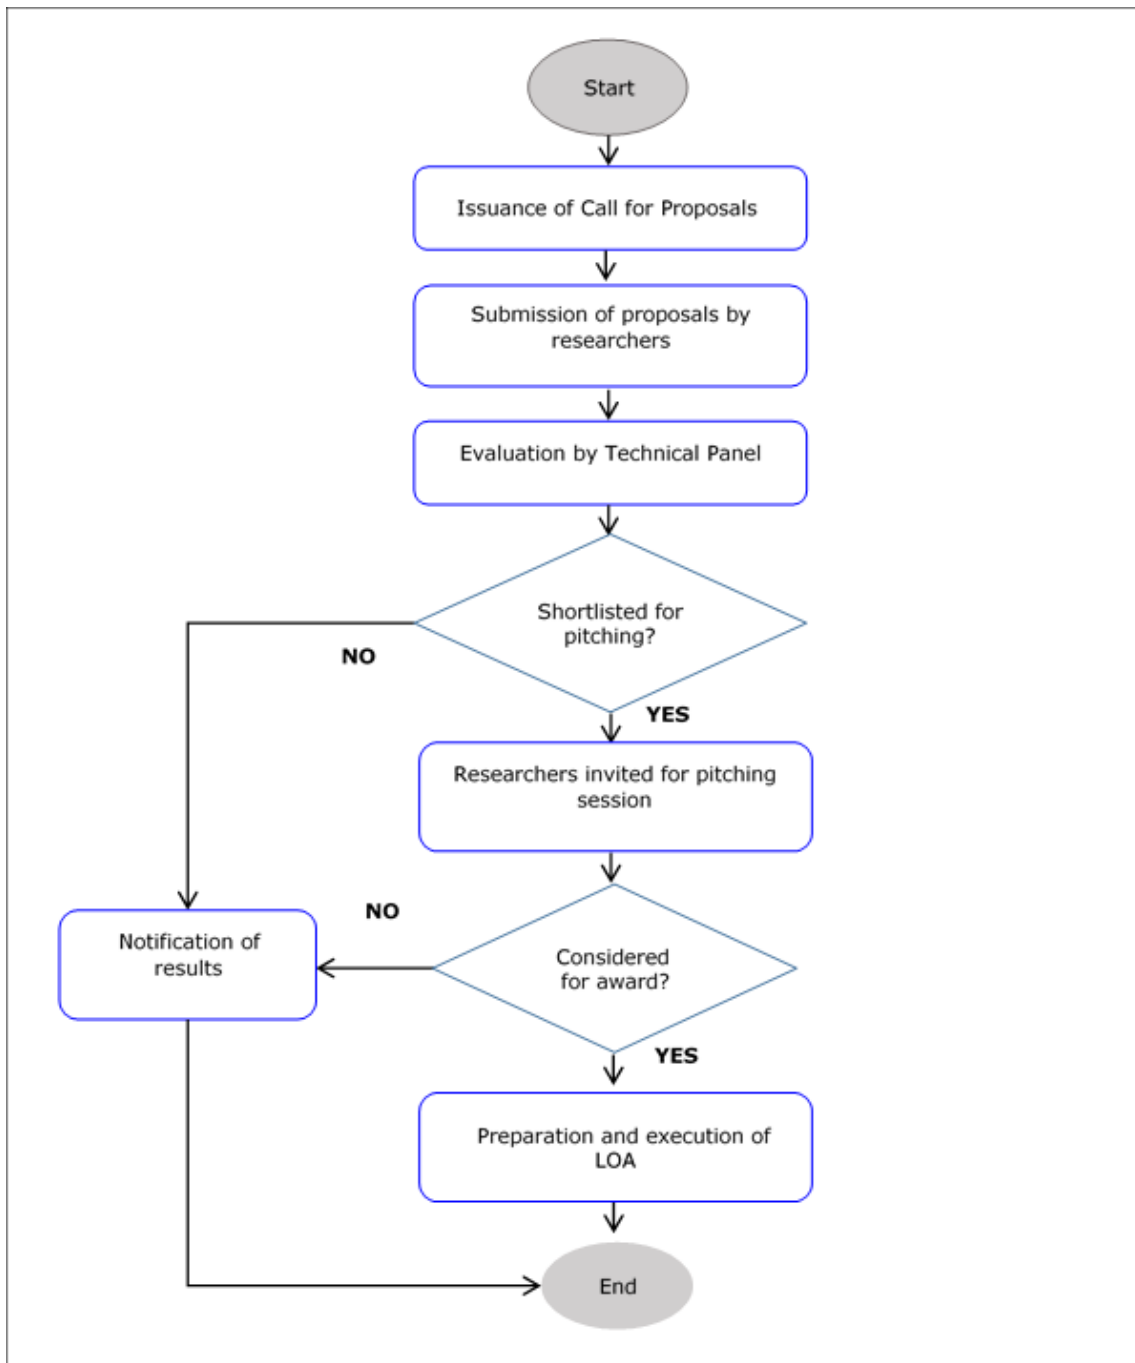 Start
Issuance of Call for Proposals
Submission of proposals by
researchers
Evaluation by Technical Panel
Shortlisted for
pitching?
NO
YES
Researchers invited for pitching
session
NO
Notification of
results
Considered
for award?
YES
Preparation and execution of
LOA
End